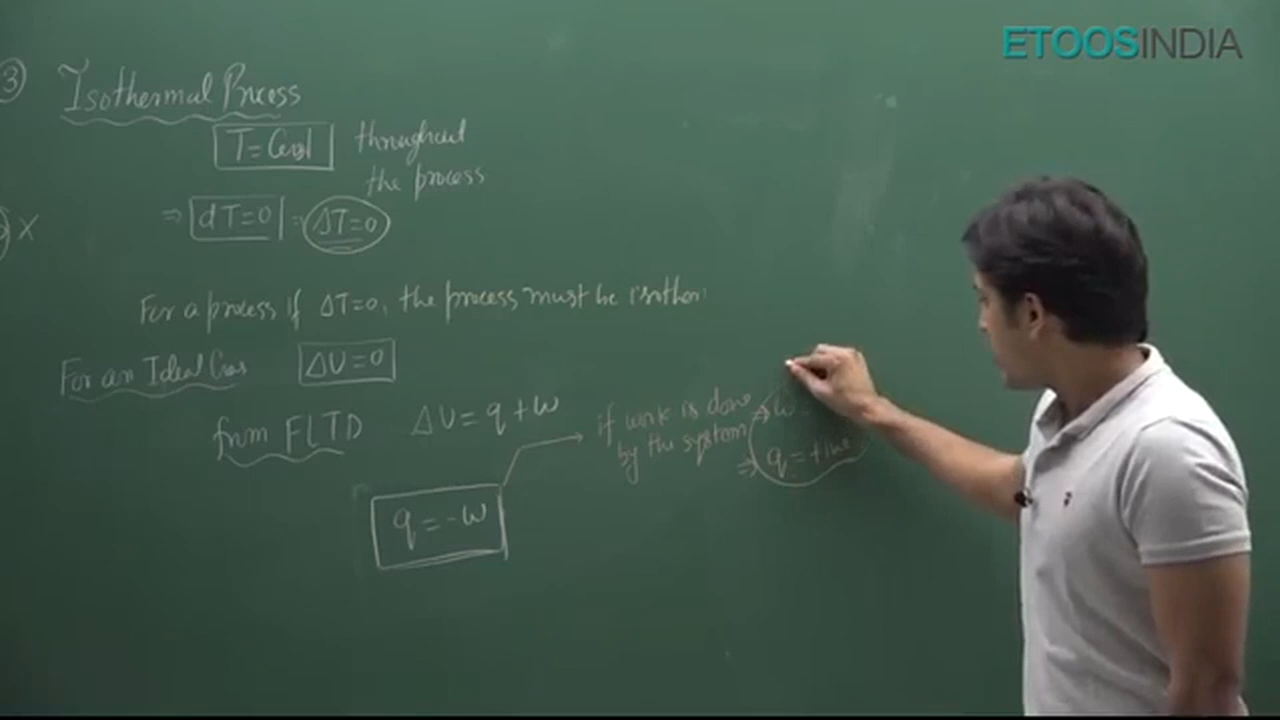 ETOOSINDIA
③ Isothermal Process
T = Const throughout
the process
X ⇒ dT=0 ⇒ ΔT=0
For a process if ΔT=0, the process must be
For an Ideal Gas ΔU=0
from FLTD ΔU = q + w
if work is done ⇒ w =
by the system ⇒ q = +ive
q = -w